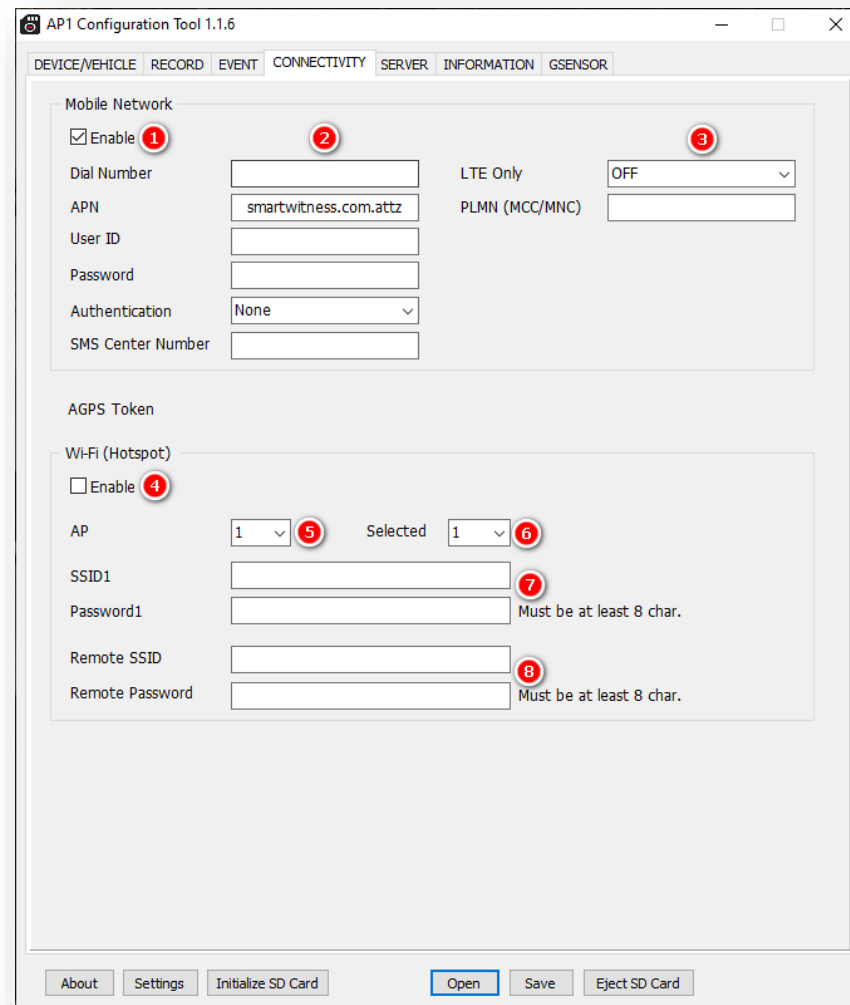 AP1 Configuration Tool 1.1.6
DEVICE/VEHICLE RECORD EVENT CONNECTIVITY SERVER INFORMATION GSENSOR
Mobile Network
Enable 1 2 3
Dial Number LTE Only OFF
APN smartwitness.com.attz PLMN (MCC/MNC)
User ID
Password
Authentication None
SMS Center Number
AGPS Token
Wi-Fi (Hotspot)
Enable 4
AP 1 5 Selected 1 6
SSID1 7
Password1 Must be at least 8 char.
Remote SSID 8
Remote Password Must be at least 8 char.
About Settings Initialize SD Card Open Save Eject SD Card